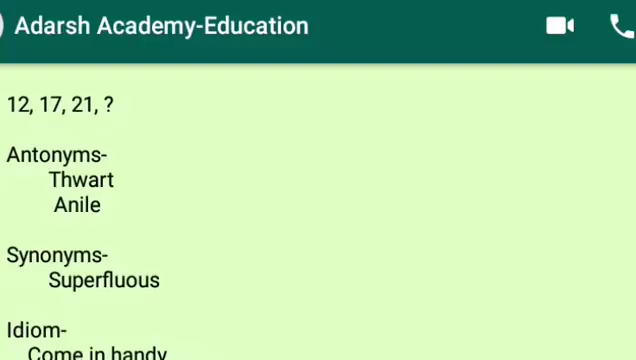 Adarsh Academy-Education
12, 17, 21, ?
Antonyms-
Thwart
Anile
Synonyms-
Superfluous
Idiom-
Come in handy